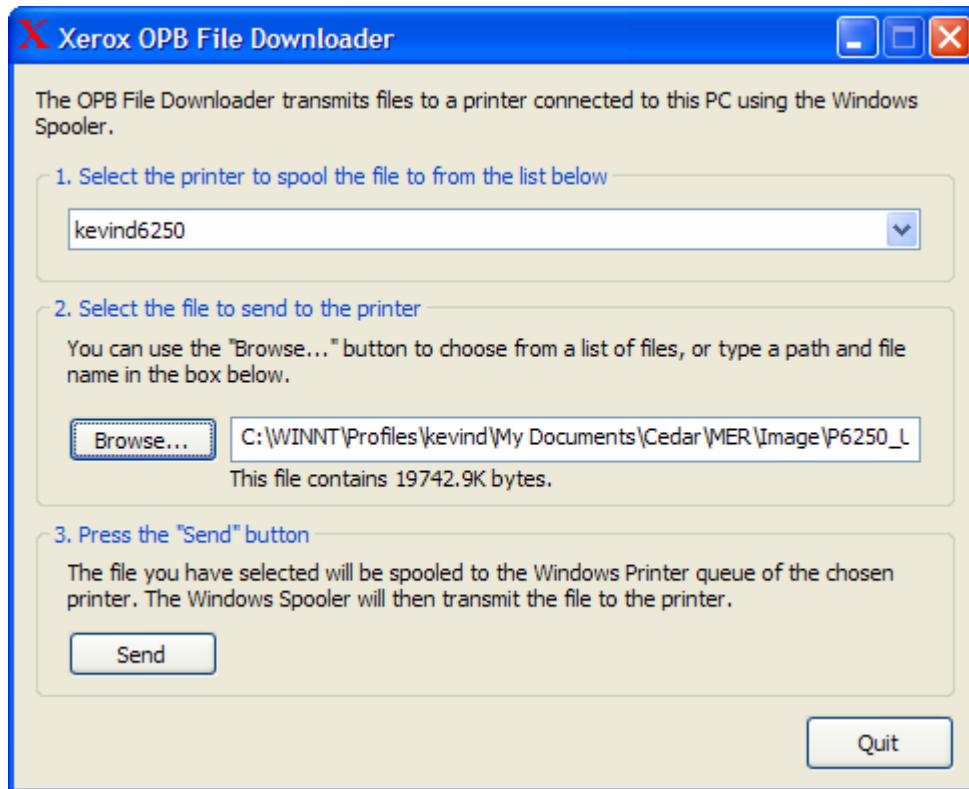 X Xerox OPB File Downloader
The OPB File Downloader transmits files to a printer connected to this PC using the Windows
Spooler.
1. Select the printer to spool the file to from the list below
kevind6250
2. Select the file to send to the printer
You can use the "Browse..." button to choose from a list of files, or type a path and file
name in the box below.
Browse... C:\WINNT\Profiles\kevind\My Documents\Cedar\MER\Image\P6250_
This file contains 19742.9K bytes.
3. Press the "Send" button
The file you have selected will be spooled to the Windows Printer queue of the chosen
printer. The Windows Spooler will then transmit the file to the printer.
Send
Quit